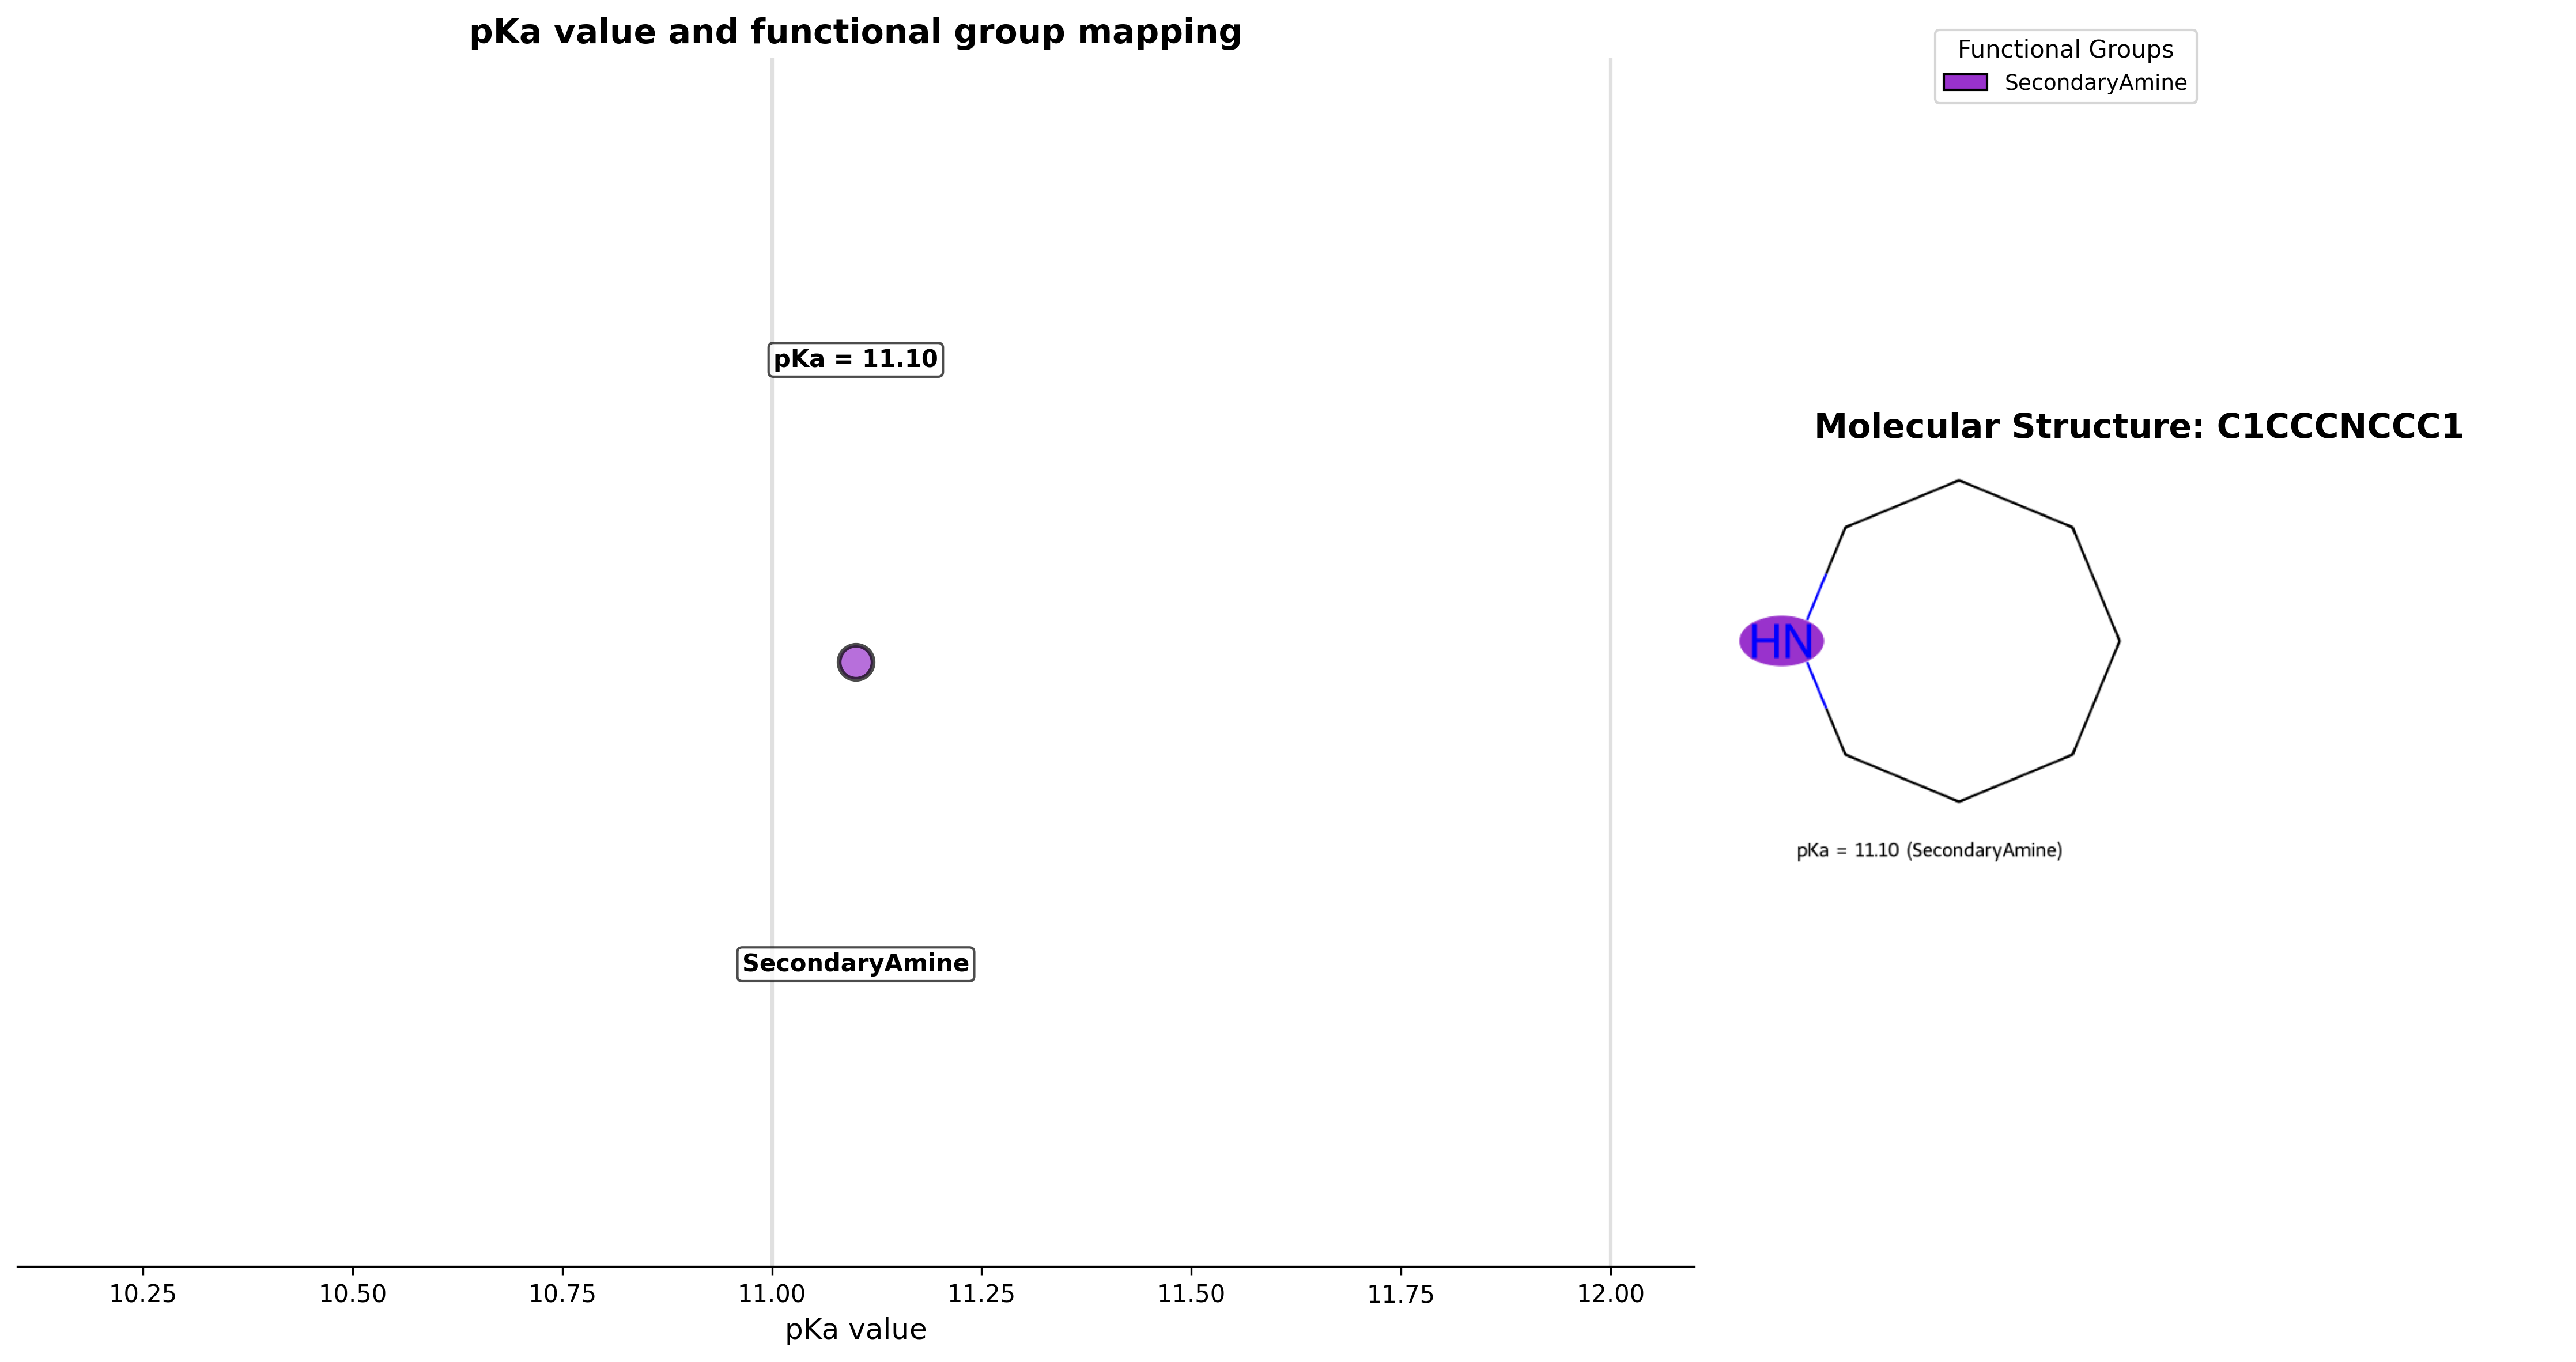 pKa value and functional group mapping
pKa = 11.10
SecondaryAmine
10.25 10.50 10.75 11.00 11.25 11.50 11.75 12.00
pKa value
Functional Groups
SecondaryAmine
Molecular Structure: C1CCCNCCC1
HN
pKa = 11.10 (SecondaryAmine)